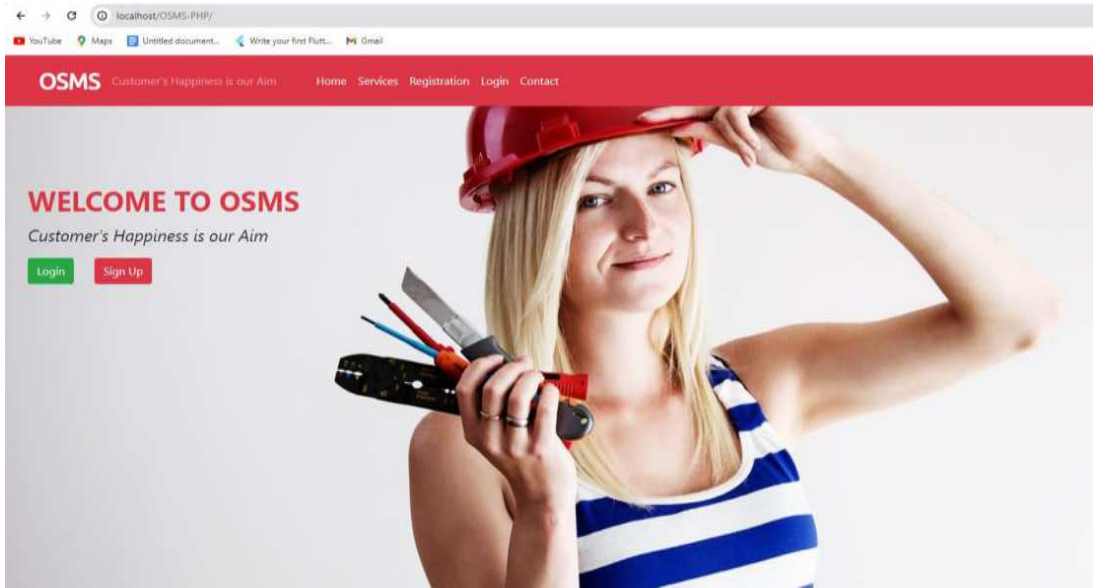 localhost/OSMS-PHP/
YouTube Maps Untitled document... Write your first Flutt... Gmail
OSMS Customer's Happiness is our Aim Home Services Registration Login Contact
WELCOME TO OSMS
Customer's Happiness is our Aim
Login Sign Up